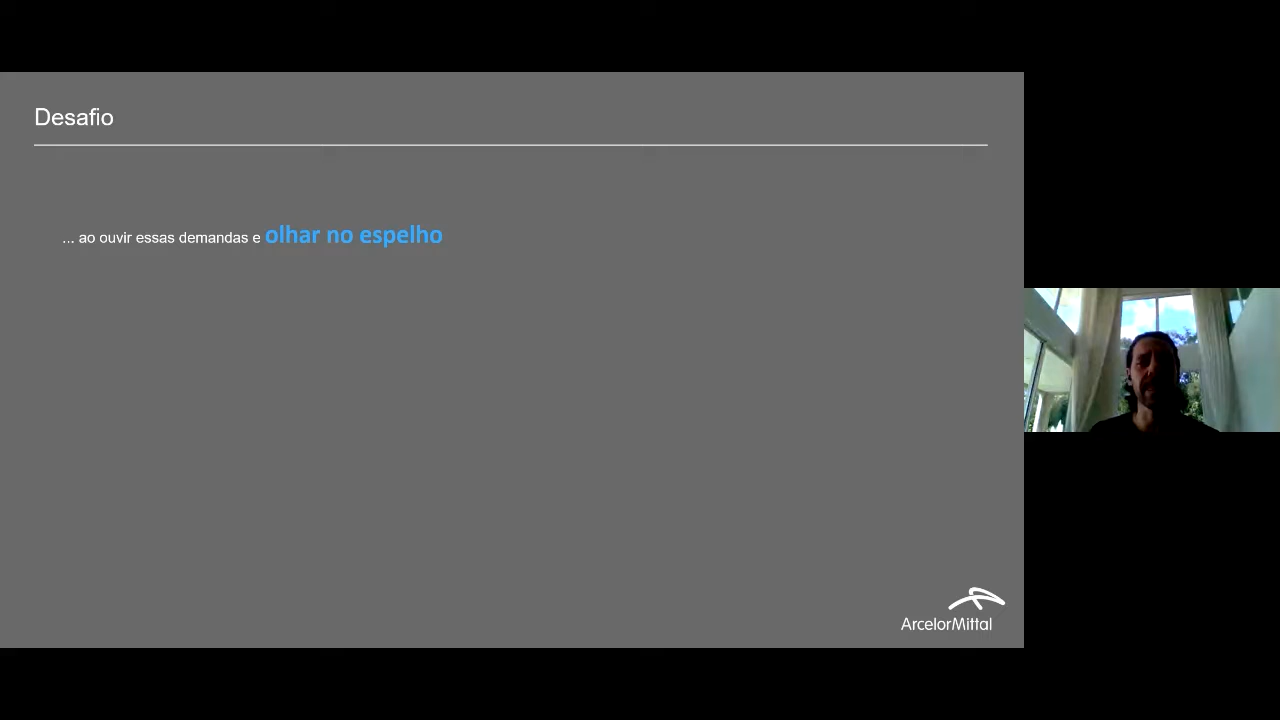 Desafio
... ao ouvir essas demandas e olhar no espelho
ArcelorMittal